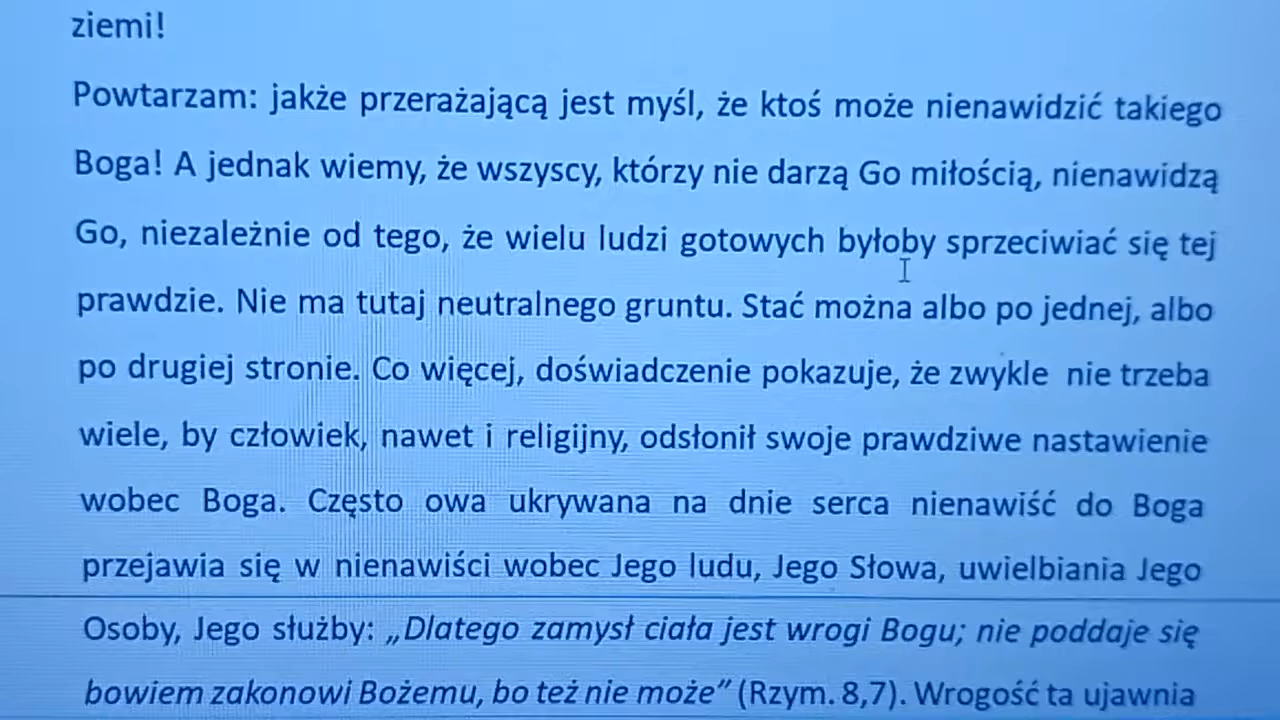 ziemi!
Powtarzam: jakże przerażającą jest myśl, że ktoś może nienawidzić takiego
Boga! A jednak wiemy, że wszyscy, którzy nie darzą Go miłością, nienawidzą
Go, niezależnie od tego, że wielu ludzi gotowych byłoby sprzeciwiać się tej
prawdzie. Nie ma tutaj neutralnego gruntu. Stać można albo po jednej, albo
po drugiej stronie. Co więcej, doświadczenie pokazuje, że zwykle nie trzeba
wiele, by człowiek, nawet i religijny, odsłonił swoje prawdziwe nastawienie
wobec Boga. Często owa ukrywana na dnie serca nienawiść do Boga
przejawia się w nienawiści wobec Jego ludu, Jego Słowa, uwielbiania Jego
Osoby, Jego służby: „Dlatego zamysł ciała jest wrogi Bogu; nie poddaje się
bowiem zakonowi Bożemu, bo też nie może” (Rzym. 8,7). Wrogość ta ujawnia